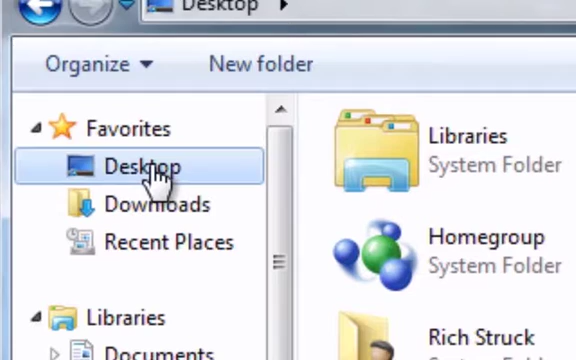 Desktop
Organize
New folder
Favorites
Desktop
Downloads
Recent Places
Libraries
Documents
Libraries
System Folder
Homegroup
System Folder
Rich Struck